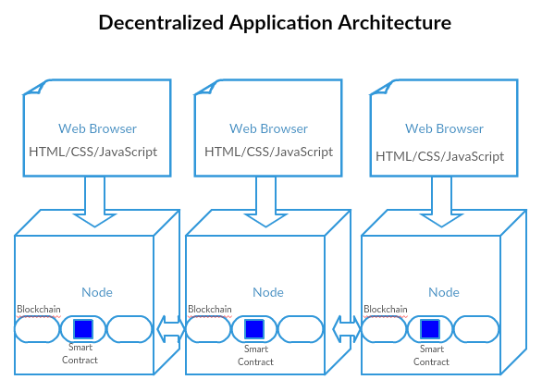 Decentralized Application Architecture
Web Browser
HTML/CSS/JavaScript
Web Browser
HTML/CSS/JavaScript
Web Browser
HTML/CSS/JavaScript
Node
Blockchain
Smart
Contract
Node
Blockchain
Smart
Contract
Node
Blockchain
Smart
Contract